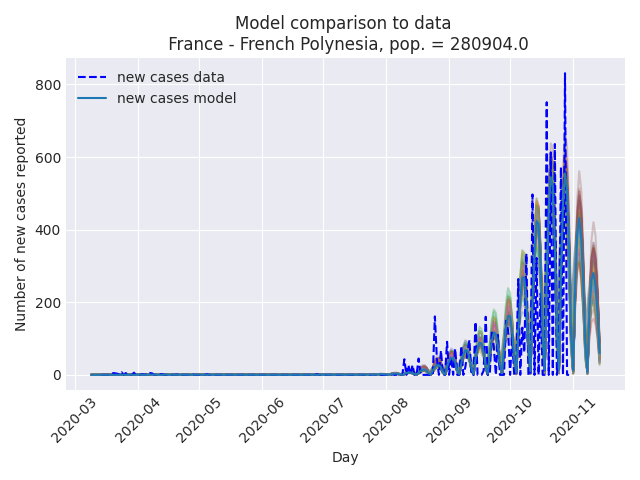 Model comparison to data
France - French Polynesia, pop. = 280904.0
new cases data
new cases model
Number of new cases reported
800
600
400
200
0
2020-03
2020-04
2020-05
2020-06
2020-07
2020-08
2020-09
2020-10
2020-11
Day